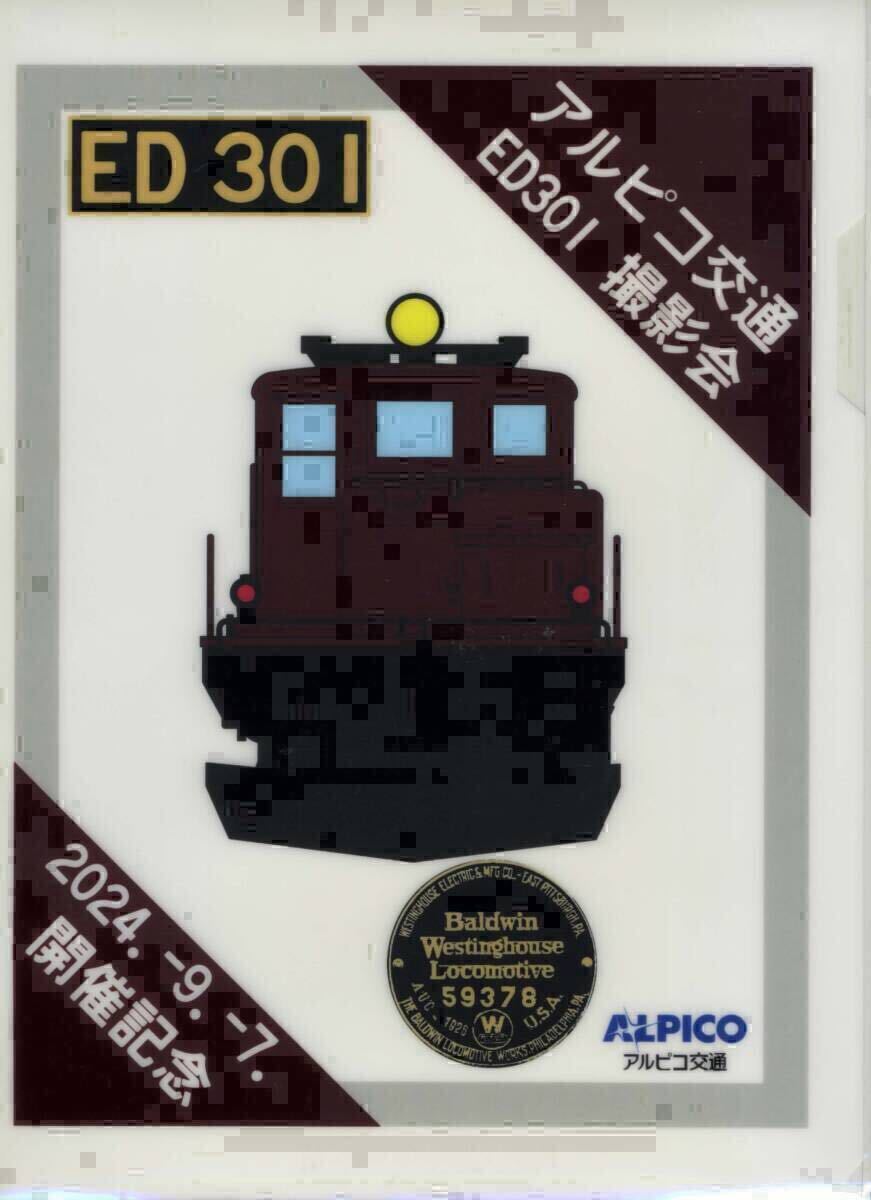 ED 301
アルピコ交通
ED301 撮影会
WESTINGHOUSE ELECTRIC & MFG CO. - EAST PITTSBURGH, PA.
Baldwin
Westinghouse
Locomotive
59378
AUG - 1926
U.S.A.
W
THE BALDWIN LOCOMOTIVE WORKS, PHILADELPHIA, PA.
ALPICO
アルピコ交通
2024. -9. -7.
開催記念